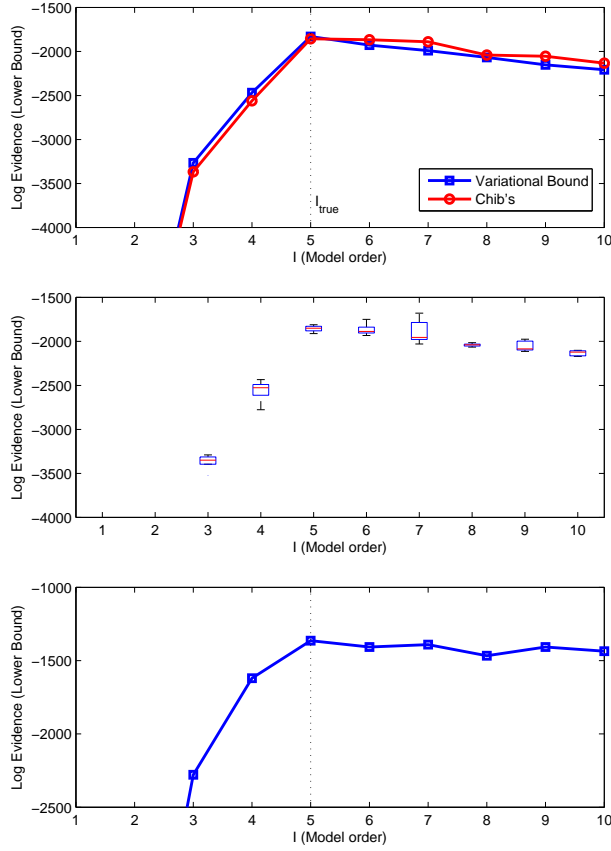 −1500
−2000
−2500
−3000
−3500
−4000
Log Evidence (Lower Bound)
I_true
Variational Bound
Chib's
1 2 3 4 5 6 7 8 9 10
I (Model order)
−1500
−2000
−2500
−3000
−3500
−4000
Log Evidence (Lower Bound)
1 2 3 4 5 6 7 8 9 10
I (Model order)
−1000
−1500
−2000
−2500
Log Evidence (Lower Bound)
1 2 3 4 5 6 7 8 9 10
I (Model order)